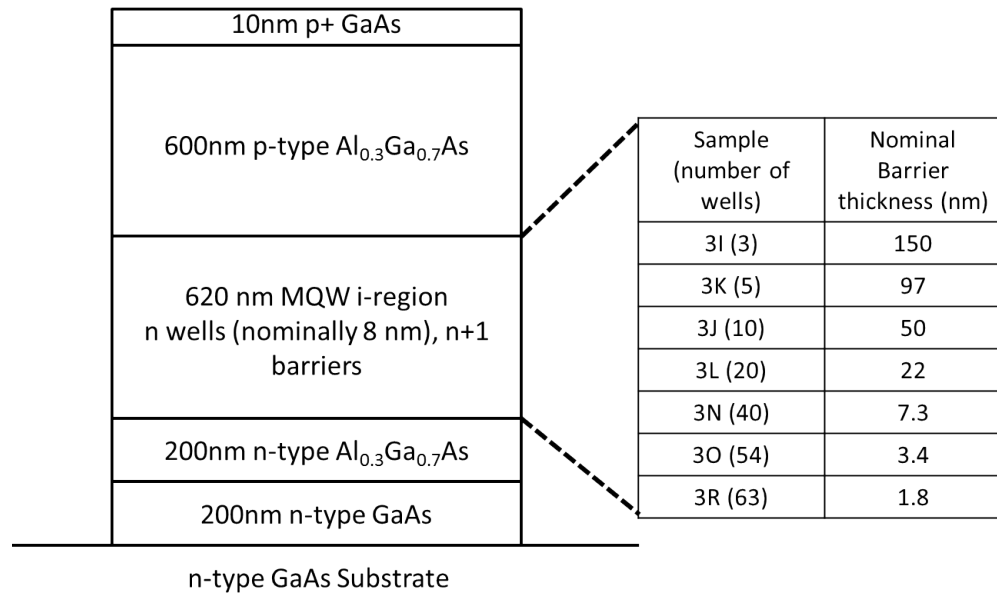 10nm p+ GaAs
600nm p-type Al₀.₃Ga₀.₇As
620 nm MQW i-region
n wells (nominally 8 nm), n+1
barriers
200nm n-type Al₀.₃Ga₀.₇As
200nm n-type GaAs
n-type GaAs Substrate
Sample
(number of
wells)
Nominal
Barrier
thickness (nm)
3I (3) 150
3K (5) 97
3J (10) 50
3L (20) 22
3N (40) 7.3
3O (54) 3.4
3R (63) 1.8